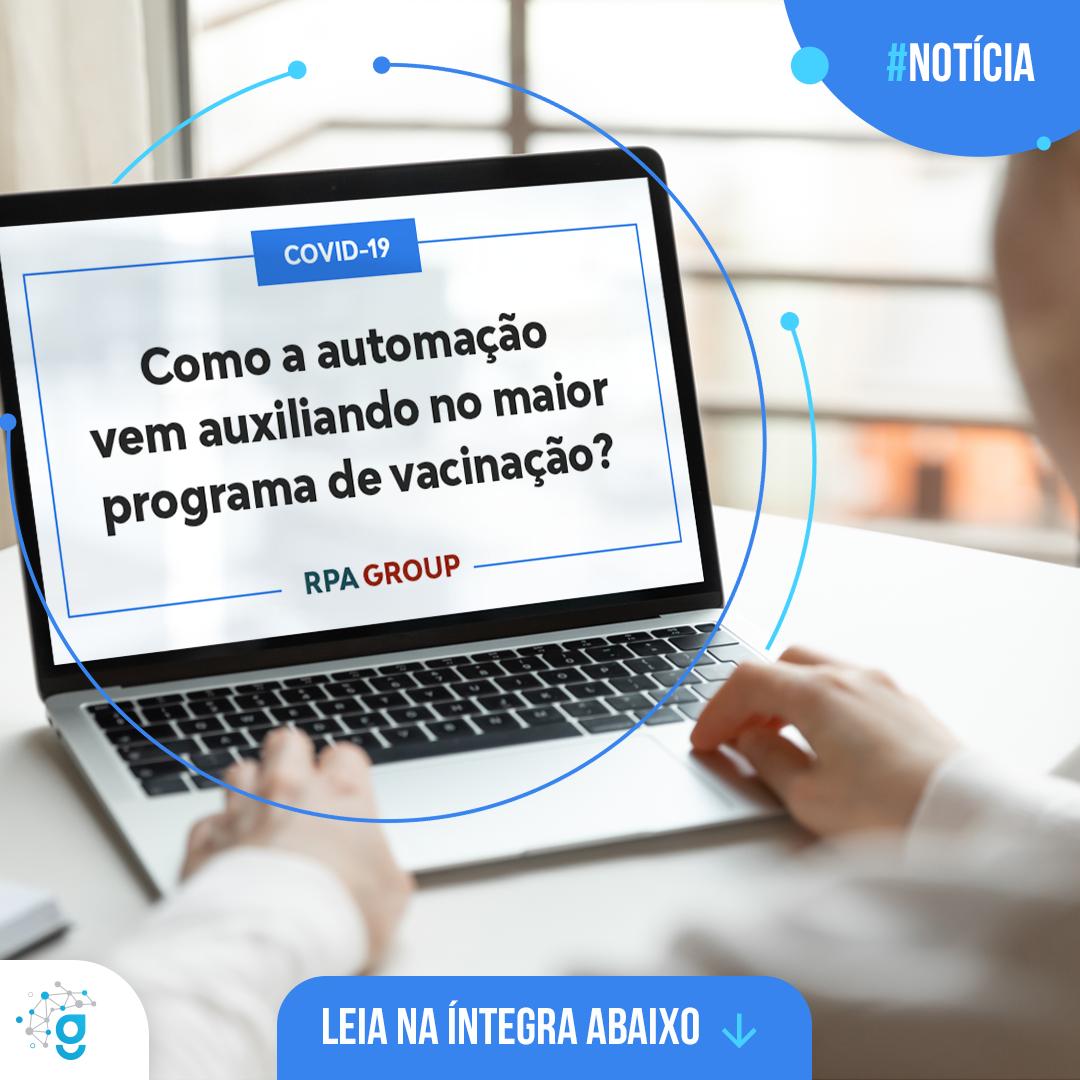 #NOTÍCIA
COVID-19
Como a automação
vem auxiliando no maior
programa de vacinação?
RPA GROUP
LEIA NA ÍNTEGRA ABAIXO
g